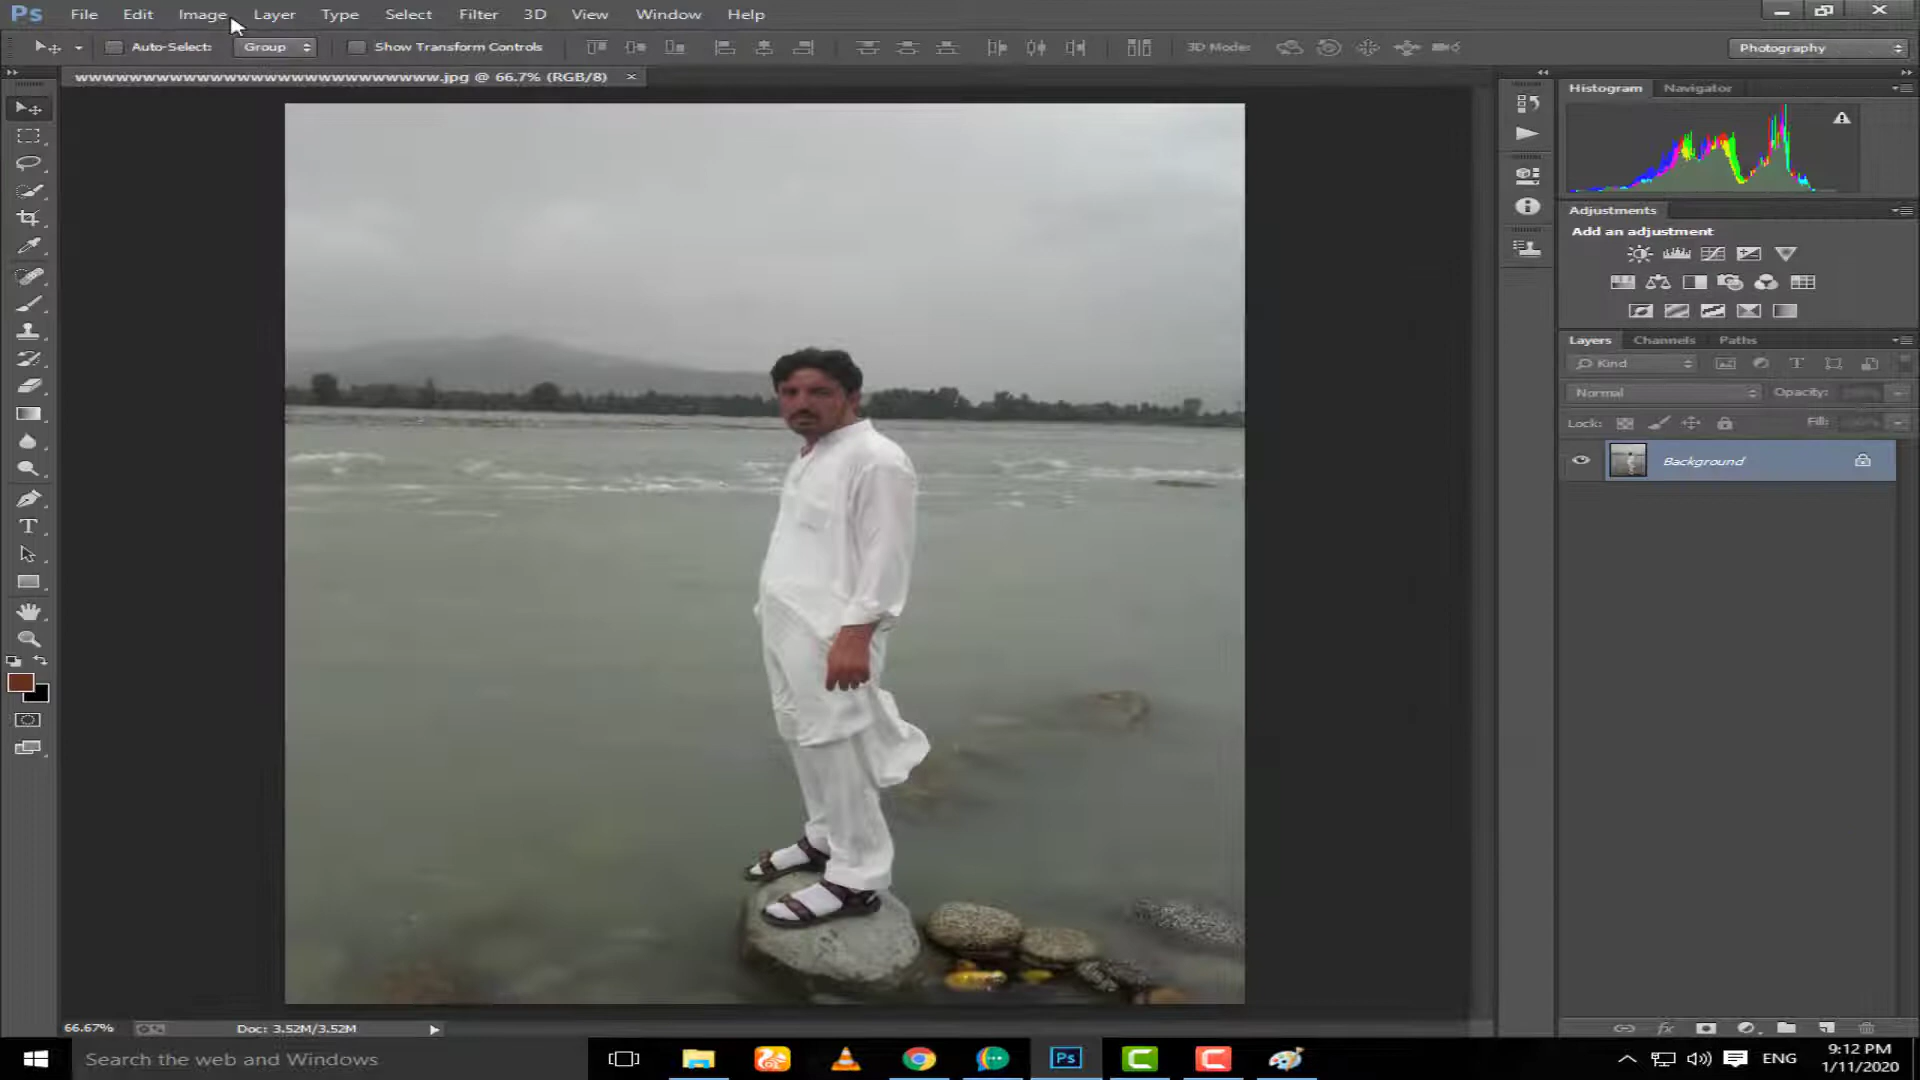 Ps File Edit Image Layer Type Select Filter 3D View Window Help
Auto-Select: Group Show Transform Controls 3D Mode: Photography
wwwwwwwwwwwwwwwwwwwwwwwwwww.jpg @ 66.7% (RGB/8) ×
Histogram Navigator
Adjustments
Add an adjustment
Layers Channels Paths
Kind T
Normal Opacity:
Lock: Fill:
Background
T
fx
66.67% Doc: 3.52M/3.52M
Search the web and Windows
Ps
ENG
9:12 PM
1/11/2020